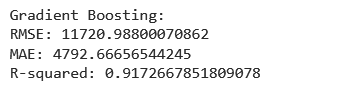 Gradient Boosting:
RMSE: 11720.98800070862
MAE: 4792.66656544245
R-squared: 0.9172667851809078